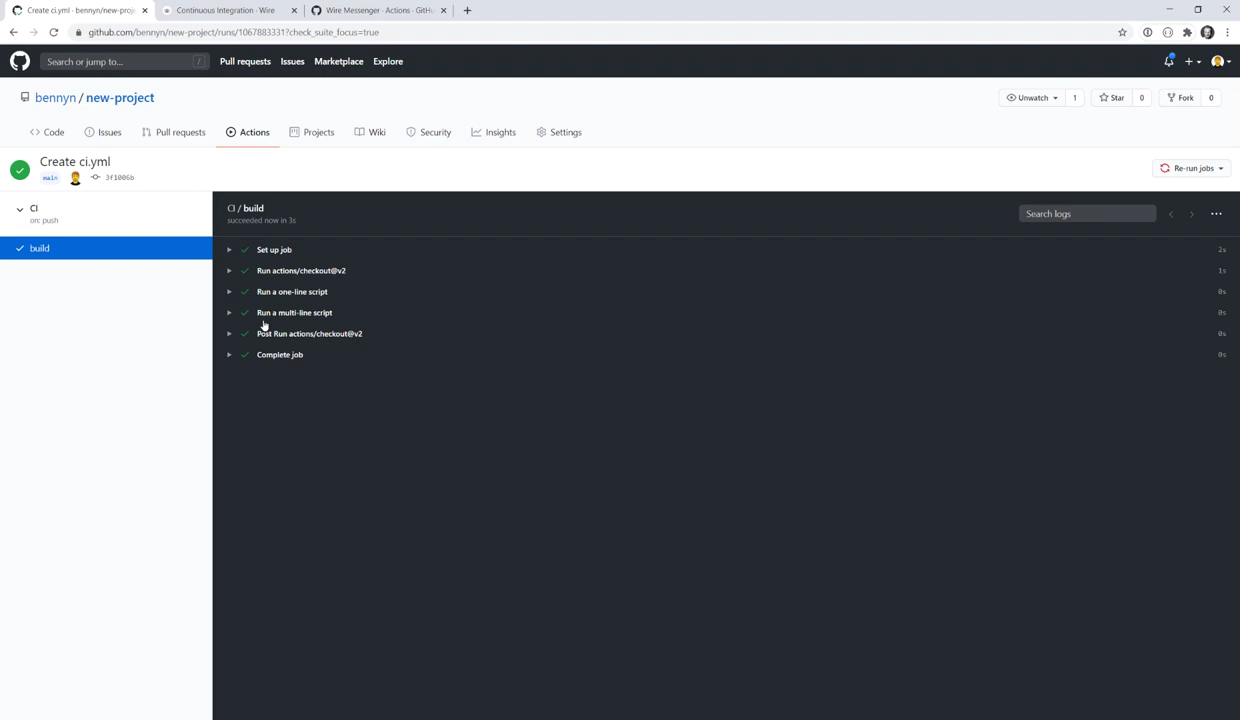 Create ci.yml · bennyn/new-proje
Continuous Integration · Wire
Wire Messenger · Actions · GitHu
github.com/bennyn/new-project/runs/1067883331?check_suite_focus=true
Search or jump to... /
Pull requests Issues Marketplace Explore
bennyn / new-project
Unwatch 1 Star 0 Fork 0
Code Issues Pull requests Actions Projects Wiki Security Insights Settings
Create ci.yml
main 3f1006b
Re-run jobs
CI
on: push
build
CI / build
succeeded now in 3s
Search logs
Set up job 2s
Run actions/checkout@v2 1s
Run a one-line script 0s
Run a multi-line script 0s
Post Run actions/checkout@v2 0s
Complete job 0s